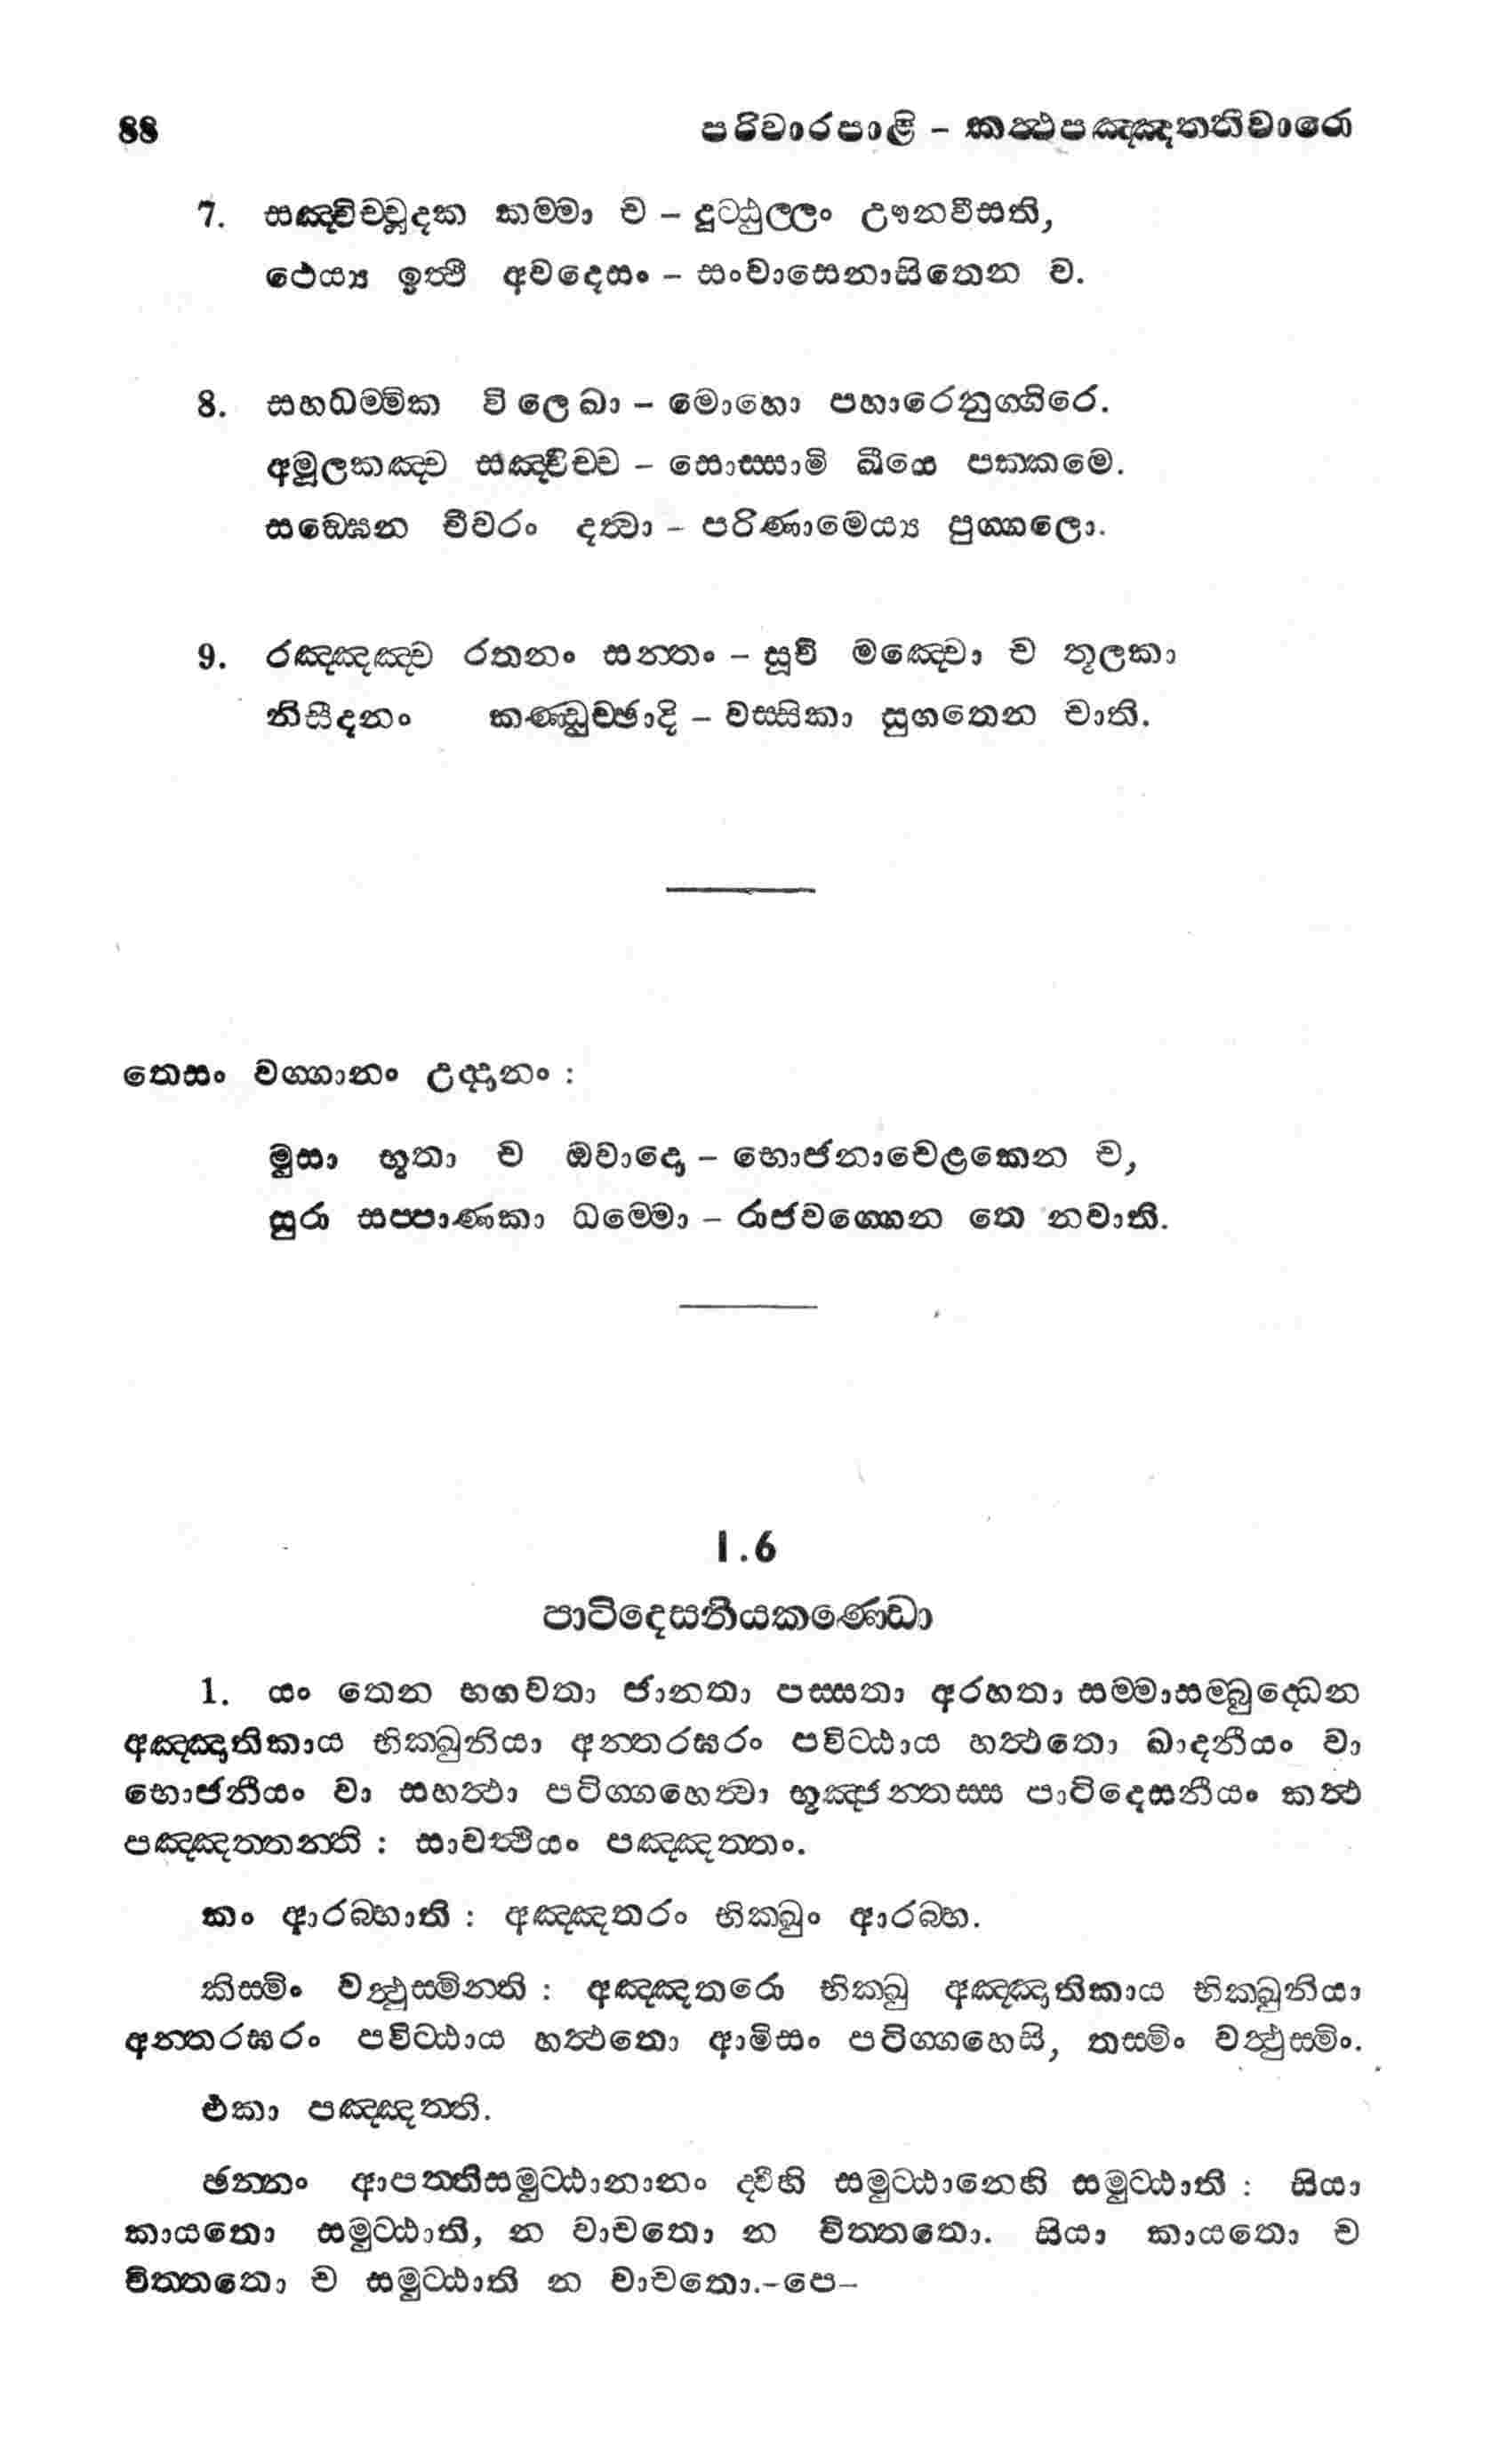 88 පරිවාරපාළි – කත්‍ථපඤ්ඤත්තිවාරො
7. සඤ්චිච්චූදක කම්මා ච – දුට්ඨුල්ලං ඌනවීසති,
ථෙය්‍ය ඉත්‍ථි අවදෙසං – සංවාසෙනාසිතෙන ච.
8. සහධම්මික විලෙඛා – මොහො පහාරෙනුග්ගිරෙ.
අමූලකඤ්ච සඤ්චිච්ච – සොස්සාමි ඛීයෙ පක්කමෙ.
සඞ්ඝෙන චීවරං දත්‍වා – පරිණාමෙය්‍ය පුග්ගලො.
9. රඤ්ඤඤ්ච රතනං සන්තං – සූචි මඤ්චො ච තූලකා
නිසීදනං කණ්ඩුච්ඡාදි – වස්සිකා සුගතෙන චාති.
තෙසං වග්ගානං උද්දානං :
මුසා භූතා ච ඔවාදො – භොජනාචෙළකෙන ච,
සුරා සප්පාණකා ධම්මො – රාජවග්ගෙන තෙ නවාති.
1.6
පාටිදෙසනීයකණ්ඩො
1. යං තෙන භගවතා ජානතා පස්සතා අරහතා සම්මාසම්බුද්ධෙන
අඤ්ඤාතිකාය භික්ඛුනියා අන්තරඝරං පවිට්ඨාය හත්‍ථතො ඛාදනීයං වා
භොජනීයං වා සහත්‍ථා පටිග්ගහෙත්‍වා භූඤ්ජන්තස්ස පාටිදෙසනීයං කත්‍ථ
පඤ්ඤත්තන්ති : සාවත්‍ථියං පඤ්ඤත්තං.
කං ආරබ්භාති : අඤ්ඤතරං භික්ඛුං ආරබ්භ.
කිස්මිං වත්‍ථුස්මින්ති : අඤ්ඤතරො භික්ඛු අඤ්ඤාතිකාය භික්ඛුනියා
අන්තරඝරං පවිට්ඨාය හත්‍ථතො ආමිසං පටිග්ගහෙසි, තස්මිං වත්‍ථුස්මිං.
එකා පඤ්ඤත්ති.
ඡන්නං ආපත්තිසමුට්ඨානානං ද්වීහි සමුට්ඨානෙහි සමුට්ඨාති : සියා
කායතො සමුට්ඨාති, න වාචතො න චිත්තතො. සියා කායතො ච
චිත්තතො ච සමුට්ඨාති න වාචතො.–පෙ–